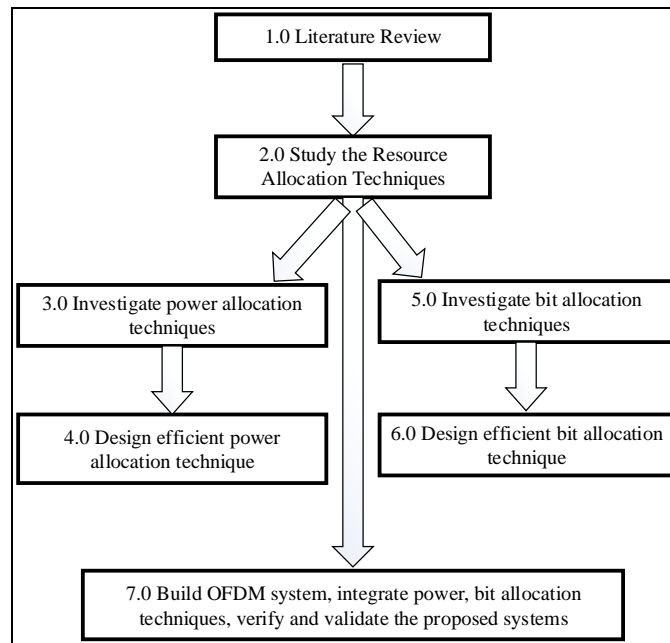 1.0 Literature Review
2.0 Study the Resource
Allocation Techniques
3.0 Investigate power allocation
techniques
5.0 Investigate bit allocation
techniques
4.0 Design efficient power
allocation technique
6.0 Design efficient bit allocation
technique
7.0 Build OFDM system, integrate power, bit allocation
techniques, verify and validate the proposed systems